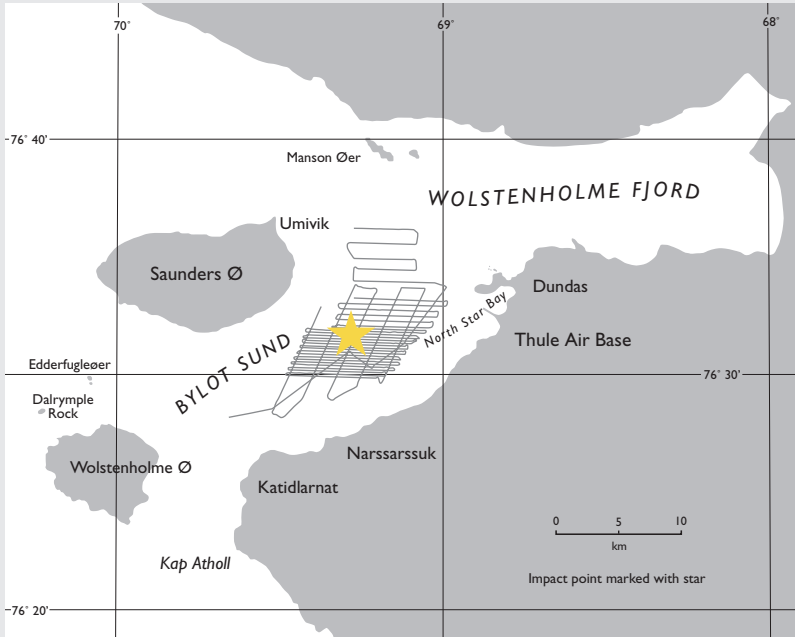 70°
69°
68°
76° 40'
Manson Øer
WOLSTENHOLME FJORD
Umivik
Saunders Ø
Dundas
North Star Bay
Thule Air Base
BYLOT SUND
Edderfugleøer
76° 30'
Dalrymple
Rock
Narssarssuk
Wolstenholme Ø
Katidlarnat
0 5 10
km
Kap Atholl
Impact point marked with star
76° 20'